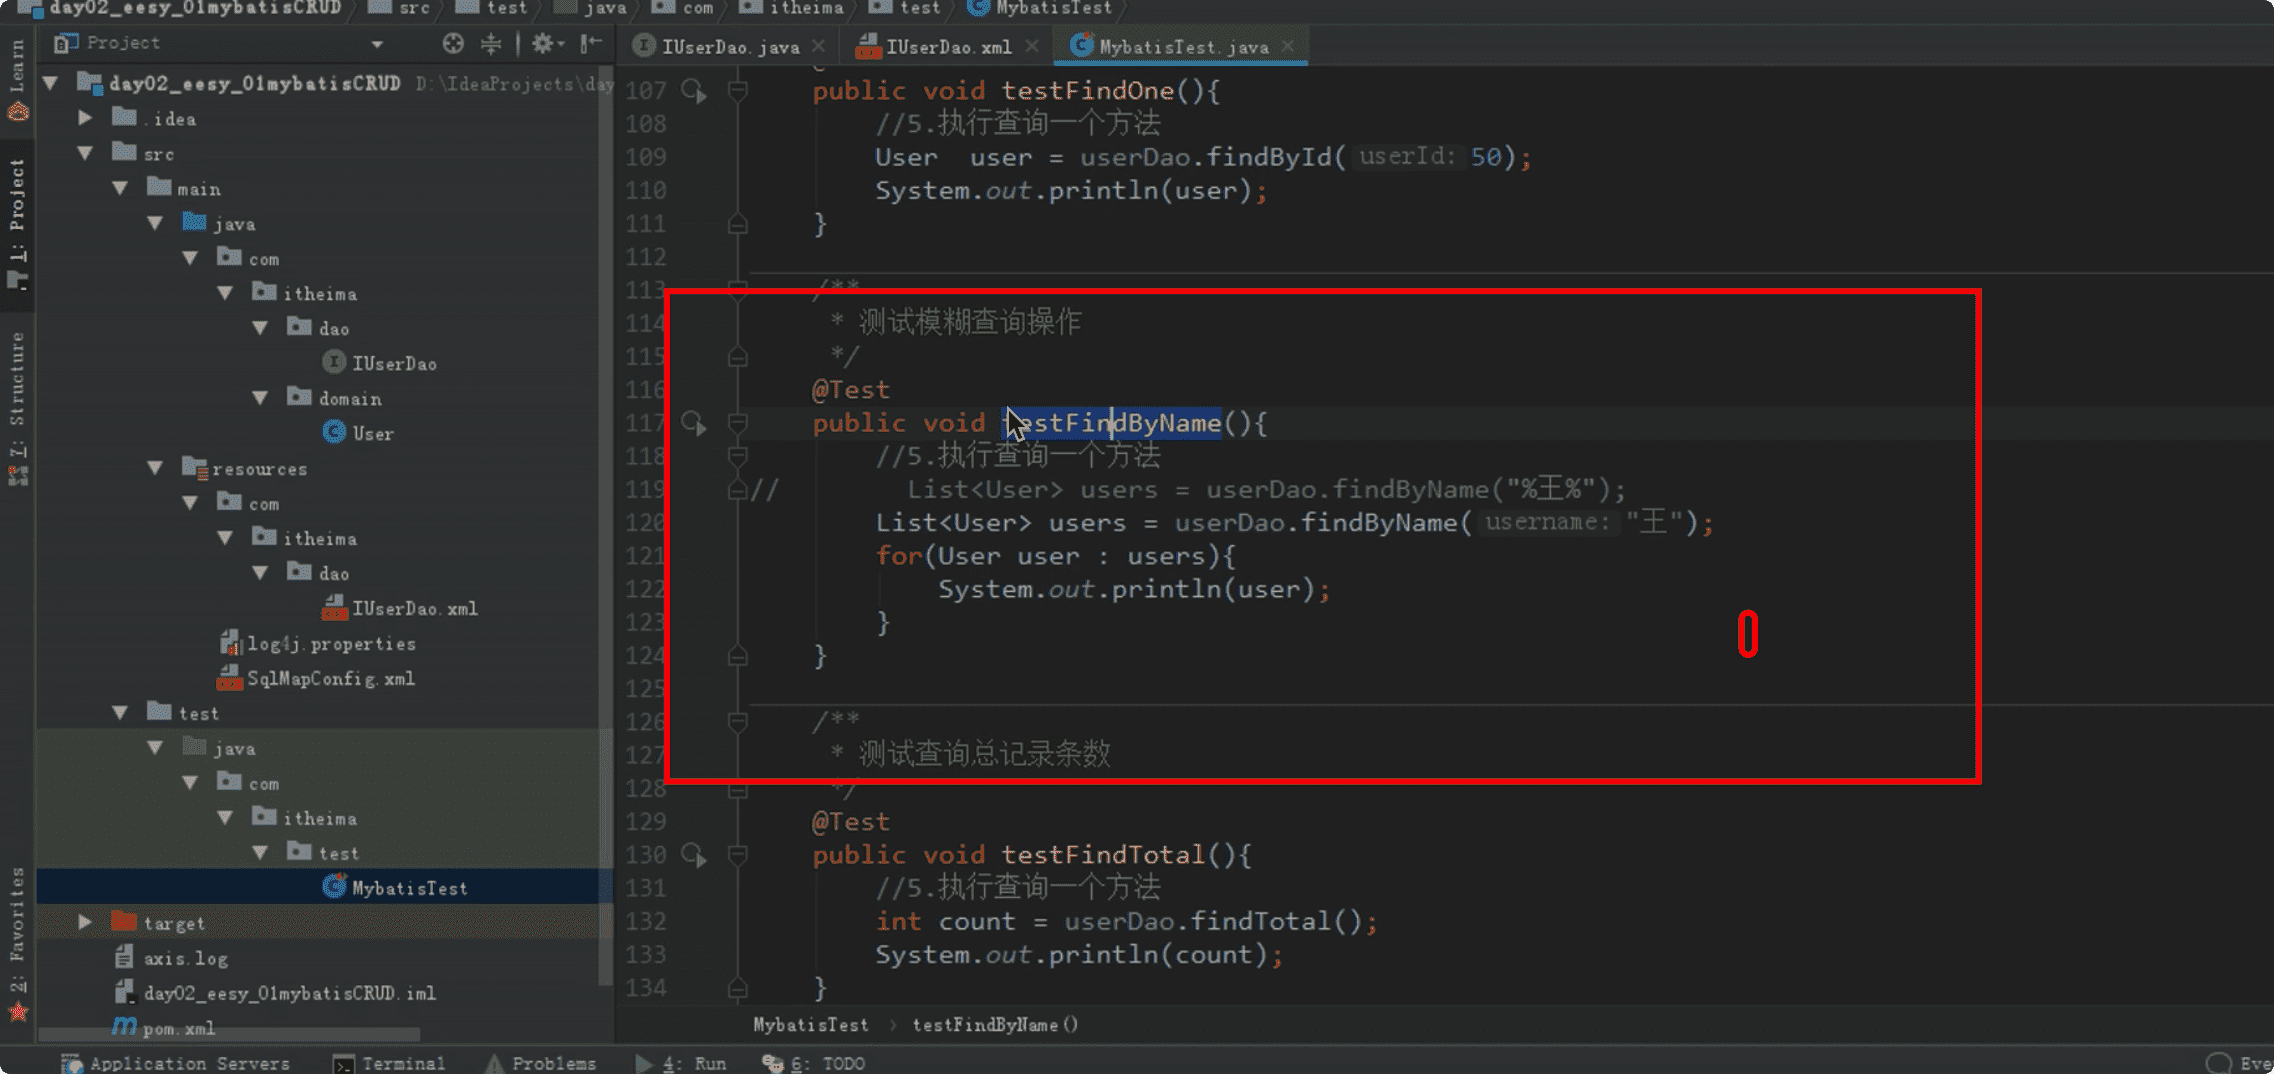 day02_eesy_01mybatisCRUD src test java com itheima test MybatisTest
Project
IUserDao.java IUserDao.xml MybatisTest.java
Learn
1: Project
7: Structure
2: Favorites
day02_eesy_01mybatisCRUD D:\IdeaProjects\day
.idea
src
main
java
com
itheima
dao
IUserDao
domain
User
resources
com
itheima
dao
IUserDao.xml
log4j.properties
SqlMapConfig.xml
test
java
com
itheima
test
MybatisTest
target
axis.log
day02_eesy_01mybatisCRUD.iml
pom.xml
107 public void testFindOne(){
108 //5.执行查询一个方法
109 User user = userDao.findById( userId: 50);
110 System.out.println(user);
111 }
112
113 /**
114 * 测试模糊查询操作
115 */
116 @Test
117 public void testFindByName(){
118 //5.执行查询一个方法
119 // List<User> users = userDao.findByName("%王%");
120 List<User> users = userDao.findByName( username: "王");
121 for(User user : users){
122 System.out.println(user);
123 }
124 }
125
126 /**
127 * 测试查询总记录条数
128 */
129 @Test
130 public void testFindTotal(){
131 //5.执行查询一个方法
132 int count = userDao.findTotal();
133 System.out.println(count);
134 }
MybatisTest › testFindByName()
Application Servers Terminal Problems 4: Run 6: TODO Eve